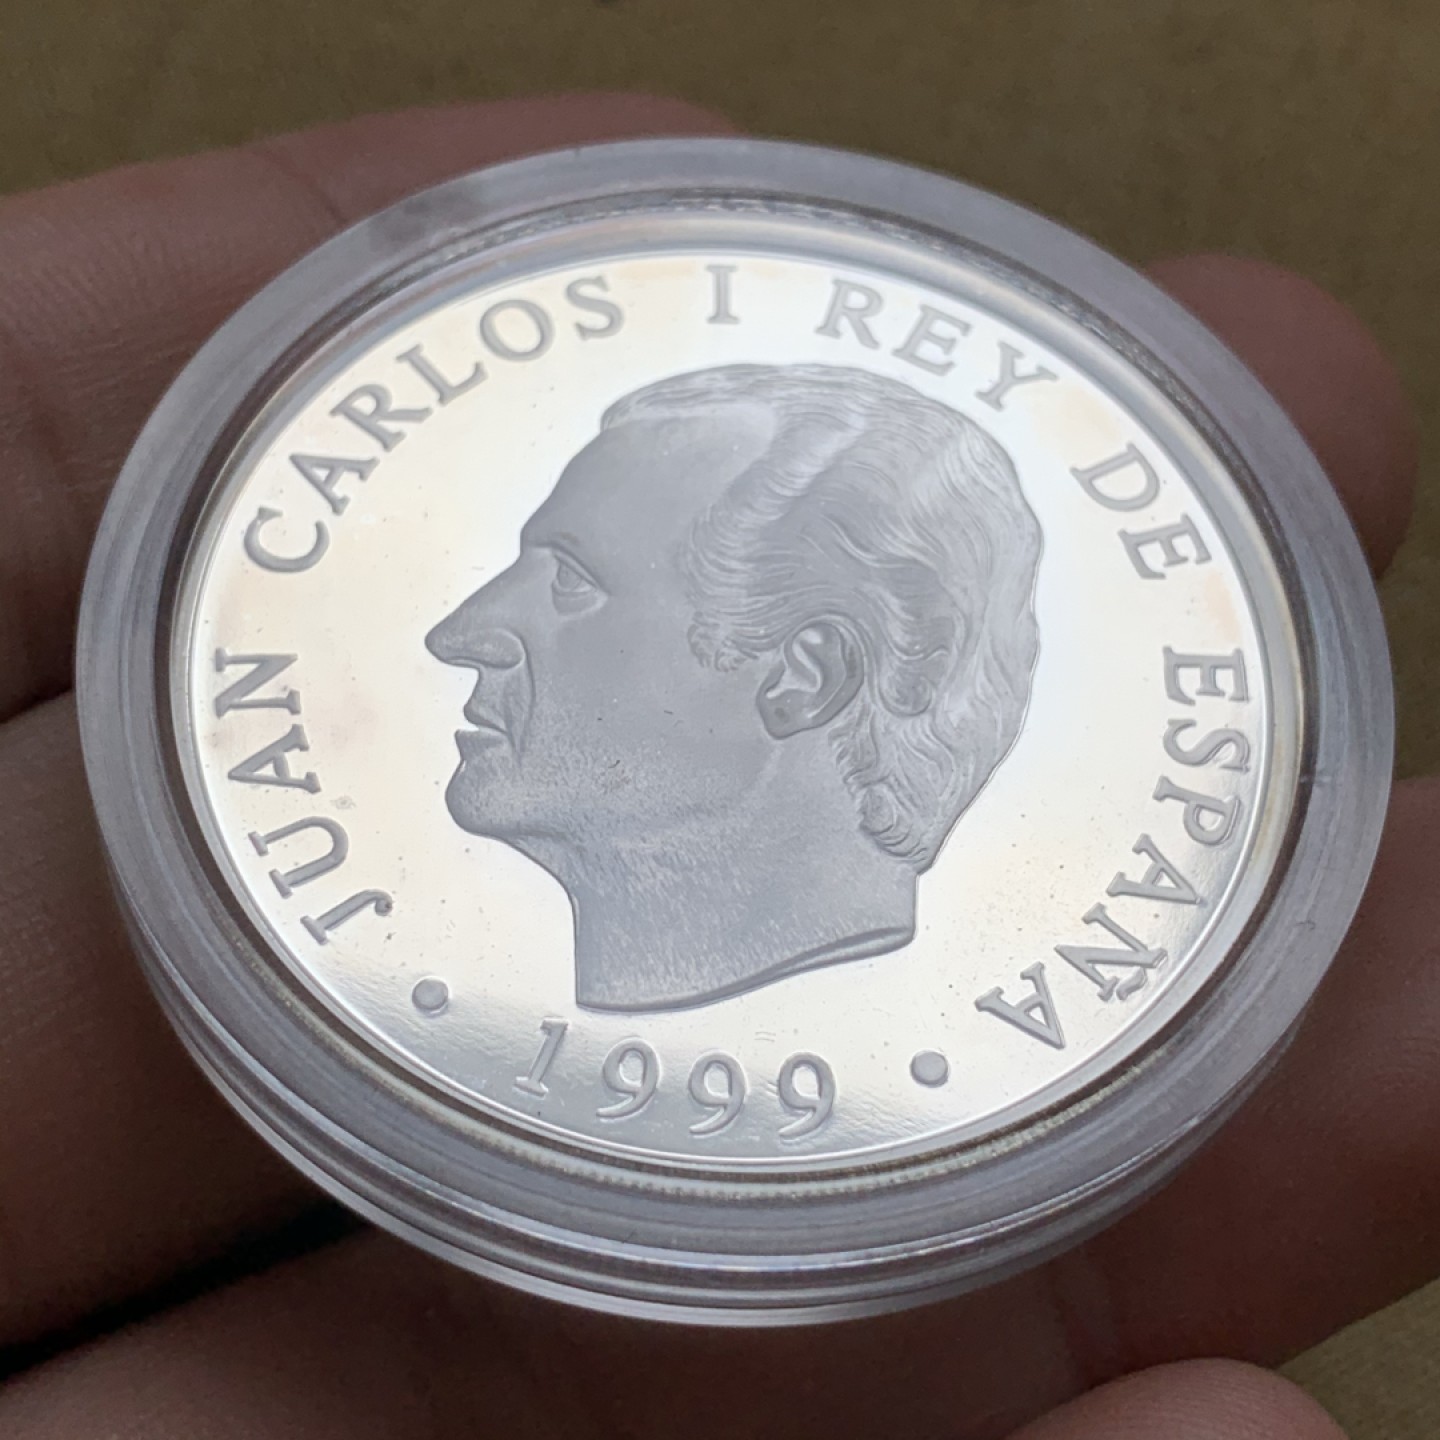 JUAN CARLOS I REY DE ESPAÑA
• 1999 •